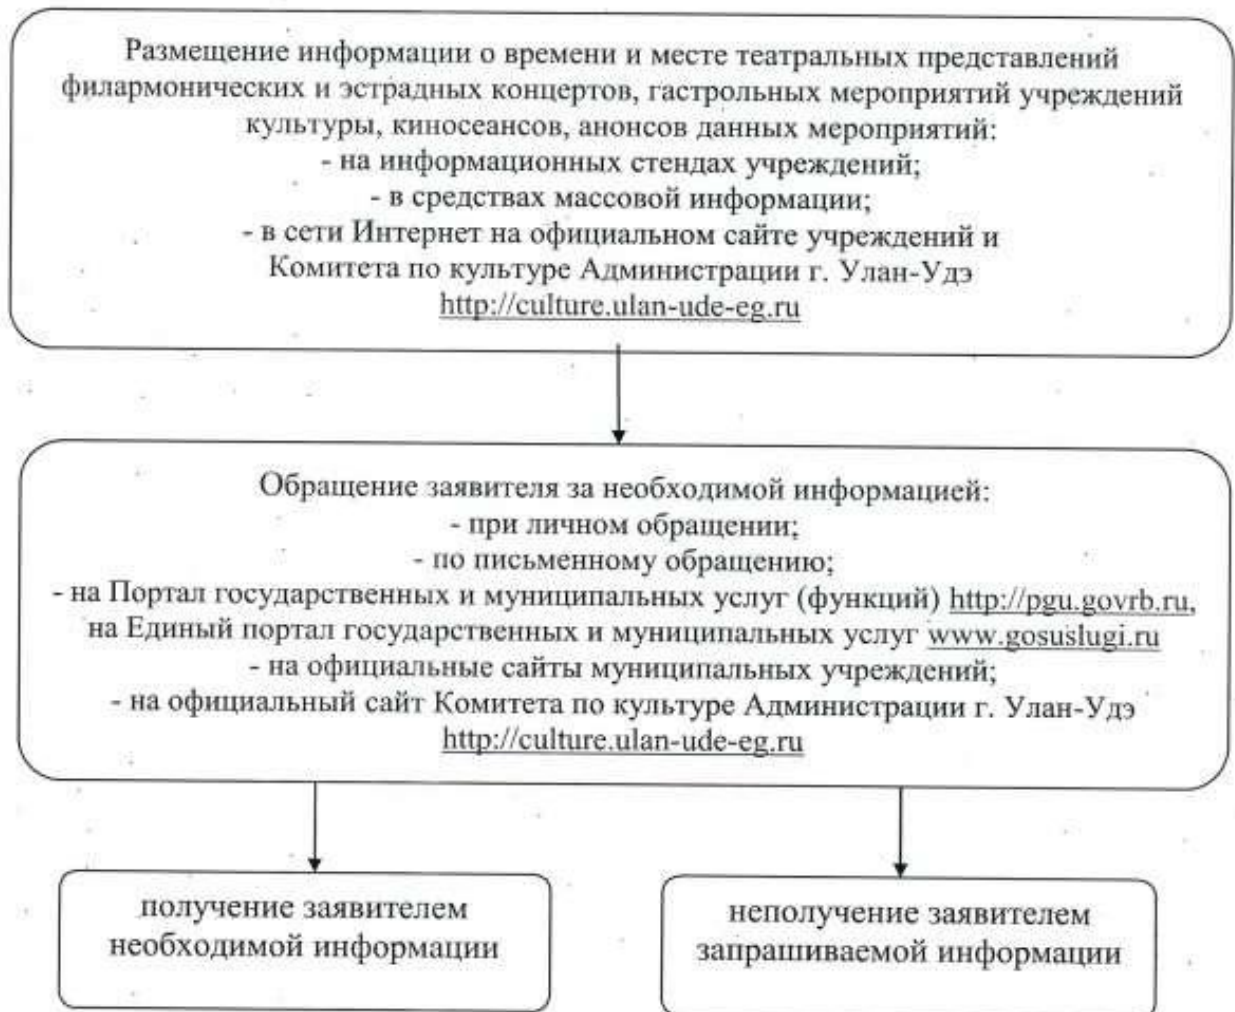 Размещение информации о времени и месте театральных представлений
филармонических и эстрадных концертов, гастрольных мероприятий учреждений
культуры, киносеансов, анонсов данных мероприятий:
- на информационных стендах учреждений;
- в средствах массовой информации;
- в сети Интернет на официальном сайте учреждений и
Комитета по культуре Администрации г. Улан-Удэ
http://culture.ulan-ude-eg.ru
Обращение заявителя за необходимой информацией:
- при личном обращении;
- по письменному обращению;
- на Портал государственных и муниципальных услуг (функций) http://pgu.govrb.ru,
на Единый портал государственных и муниципальных услуг www.gosuslugi.ru
- на официальные сайты муниципальных учреждений;
- на официальный сайт Комитета по культуре Администрации г. Улан-Удэ
http://culture.ulan-ude-eg.ru
получение заявителем
необходимой информации
неполучение заявителем
запрашиваемой информации